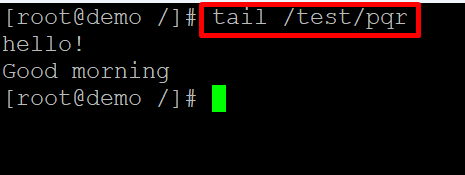 [root@demo /]# tail /test/pqr
hello!
Good morning
[root@demo /]#